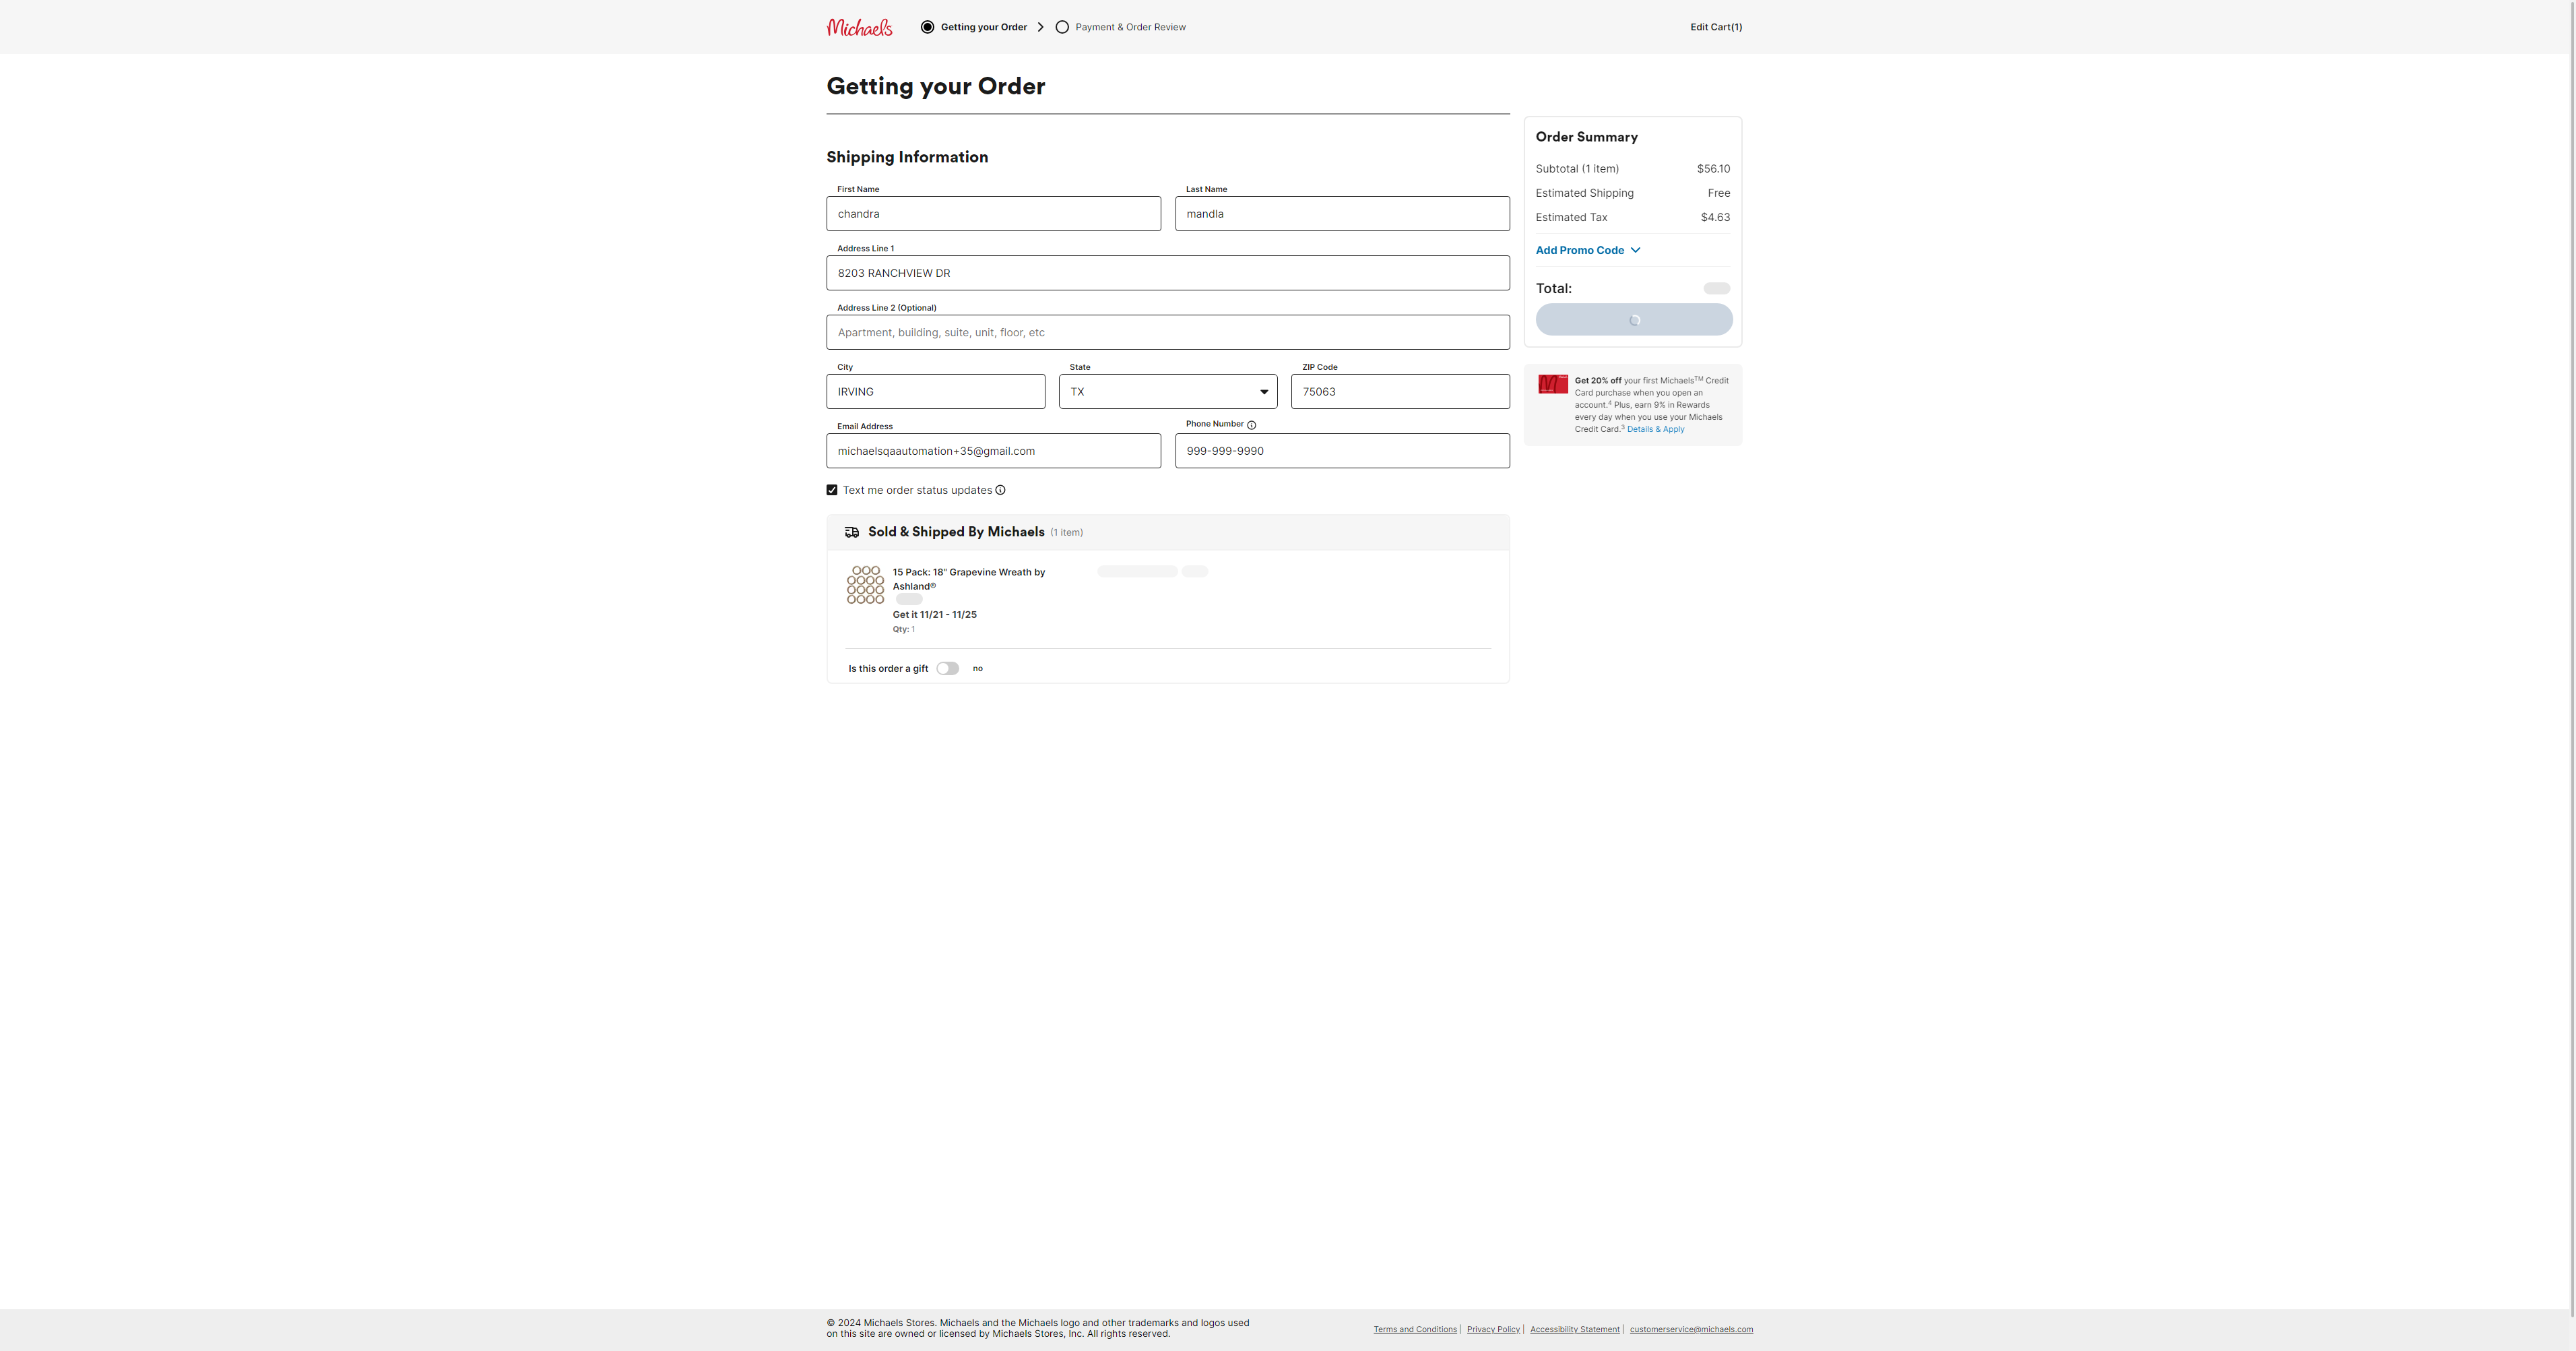 Michaels
Getting your Order
Payment & Order Review
Edit Cart(1)
Getting your Order
Shipping Information
First Name
Last Name
chandra
mandla
Address Line 1
8203 RANCHVIEW DR
Address Line 2 (Optional)
Apartment, building, suite, unit, floor, etc
City
State
ZIP Code
IRVING
TX
75063
Email Address
Phone Number
michaelsqaautomation+35@gmail.com
999-999-9990
Text me order status updates
Sold & Shipped By Michaels (1 item)
15 Pack: 18" Grapevine Wreath by
Ashland®
Get it 11/21 - 11/25
Qty: 1
Is this order a gift
no
Order Summary
Subtotal (1 item) $56.10
Estimated Shipping Free
Estimated Tax $4.63
Add Promo Code
Total:
Get 20% off your first Michaels™ Credit
Card purchase when you open an
account.⁴ Plus, earn 9% in Rewards
every day when you use your Michaels
Credit Card.³ Details & Apply
© 2024 Michaels Stores. Michaels and the Michaels logo and other trademarks and logos used
on this site are owned or licensed by Michaels Stores, Inc. All rights reserved.
Terms and Conditions | Privacy Policy | Accessibility Statement | customerservice@michaels.com